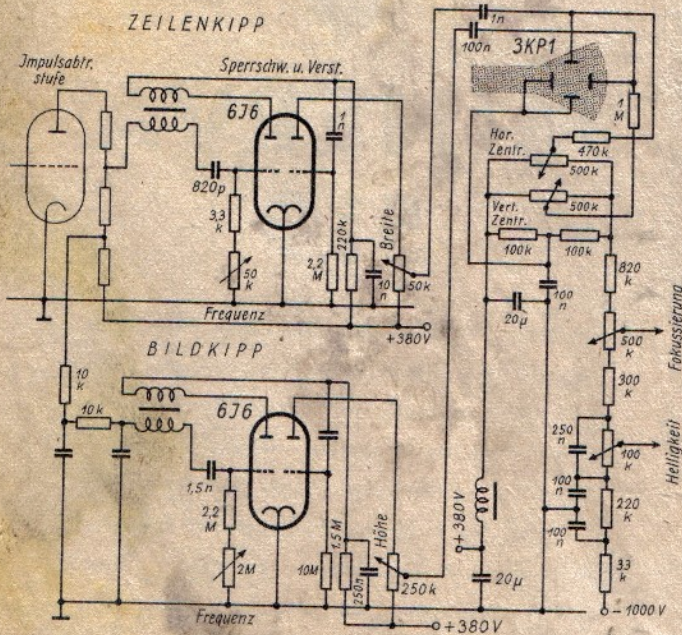 ZEILENKIPP
Impulsabtr.
stufe
Sperrschw. u. Verst.
6J6
1
n
820p
3,3
k
50
k
2,2
M
220k
10
n
Breite
50k
Frequenz
+380V
1n
100n
3KP1
1
M
Hor.
Zentr.
470k
500k
Vert.
Zentr.
500k
100k
100k
820
k
100
n
20µ
500
k
Fokussierung
300
k
250
n
100
k
Helligkeit
100
n
220
k
100
n
33
k
-1000V
+380V
20µ
BILDKIPP
10
k
10k
6J6
1,5n
2,2
M
2M
10M
1,5M
250n
Höhe
250k
Frequenz
+380V